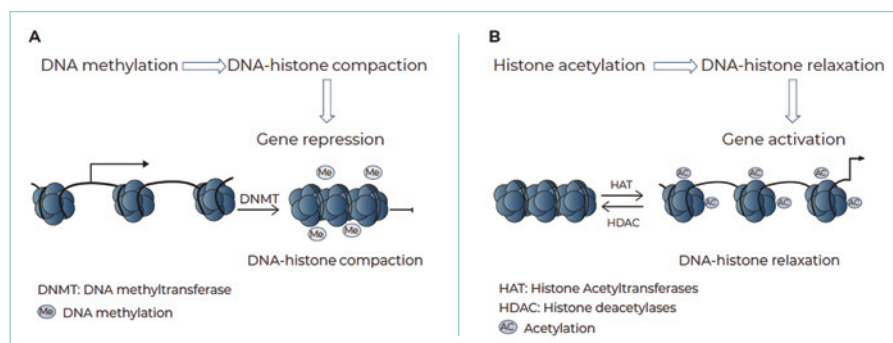 A
DNA methylation DNA-histone compaction
Gene repression
Me Me
DNMT
Me Me
DNA-histone compaction
DNMT: DNA methyltransferase
Me DNA methylation
B
Histone acetylation DNA-histone relaxation
Gene activation
AC AC AC
HAT
AC AC AC
HDAC
DNA-histone relaxation
HAT: Histone Acetyltransferases
HDAC: Histone deacetylases
AC Acetylation